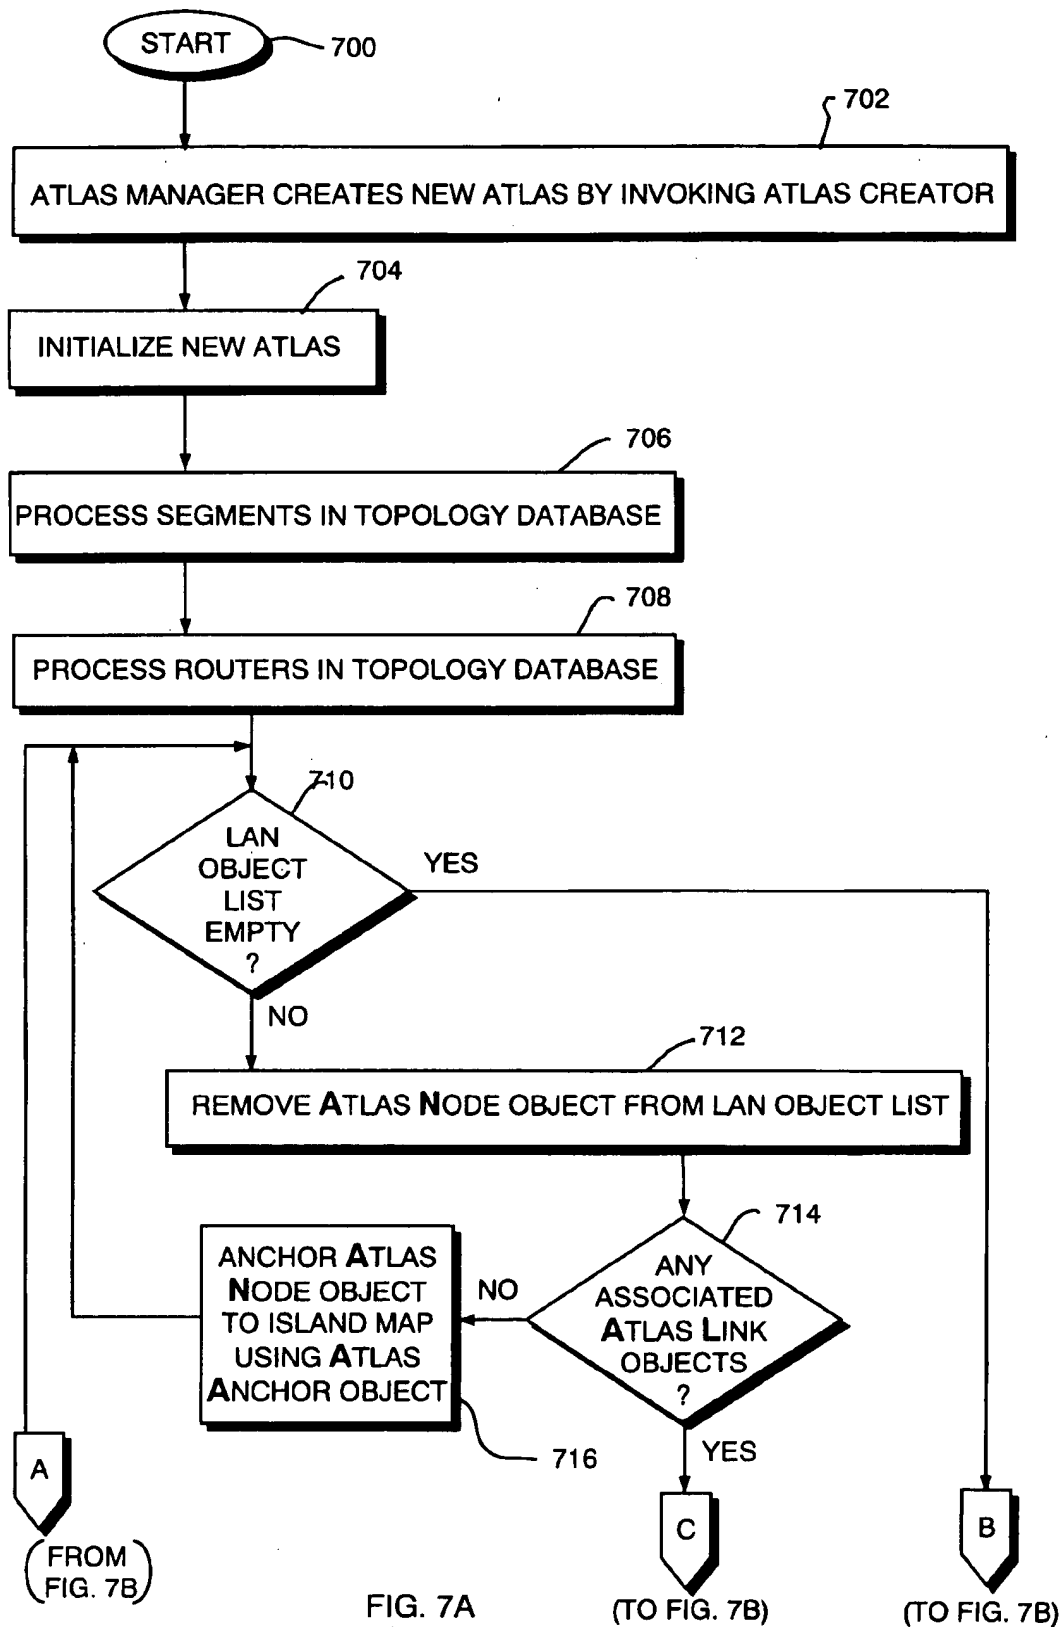 START
700
702
ATLAS MANAGER CREATES NEW ATLAS BY INVOKING ATLAS CREATOR
704
INITIALIZE NEW ATLAS
706
PROCESS SEGMENTS IN TOPOLOGY DATABASE
708
PROCESS ROUTERS IN TOPOLOGY DATABASE
710
LAN
OBJECT
LIST
EMPTY
?
YES
NO
712
REMOVE ATLAS NODE OBJECT FROM LAN OBJECT LIST
714
ANY
ASSOCIATED
ATLAS LINK
OBJECTS
?
NO
ANCHOR ATLAS
NODE OBJECT
TO ISLAND MAP
USING ATLAS
ANCHOR OBJECT
716
YES
A
(FROM
FIG. 7B)
C
(TO FIG. 7B)
B
(TO FIG. 7B)
FIG. 7A